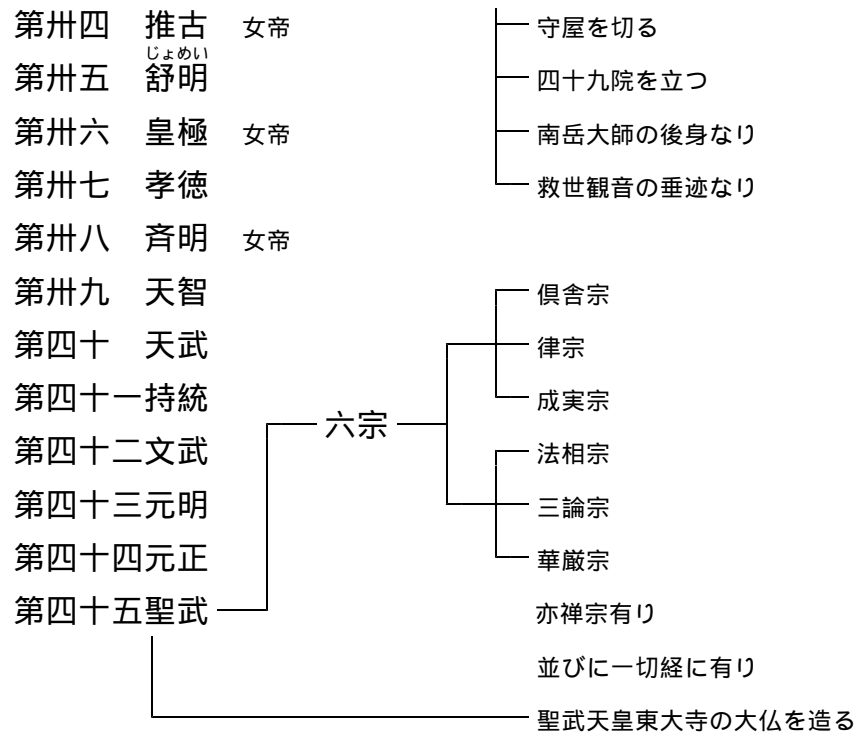 第卅四 推古 女帝
守屋を切る
じょめい
第卅五 舒明
四十九院を立つ
第卅六 皇極 女帝
南岳大師の後身なり
第卅七 孝徳
救世観音の垂迹なり
第卅八 斉明 女帝
第卅九 天智
倶舎宗
第四十 天武
律宗
第四十一持統
成実宗
六宗
第四十二文武
法相宗
第四十三元明
三論宗
第四十四元正
華厳宗
第四十五聖武
亦禅宗有り
並びに一切経に有り
聖武天皇東大寺の大仏を造る